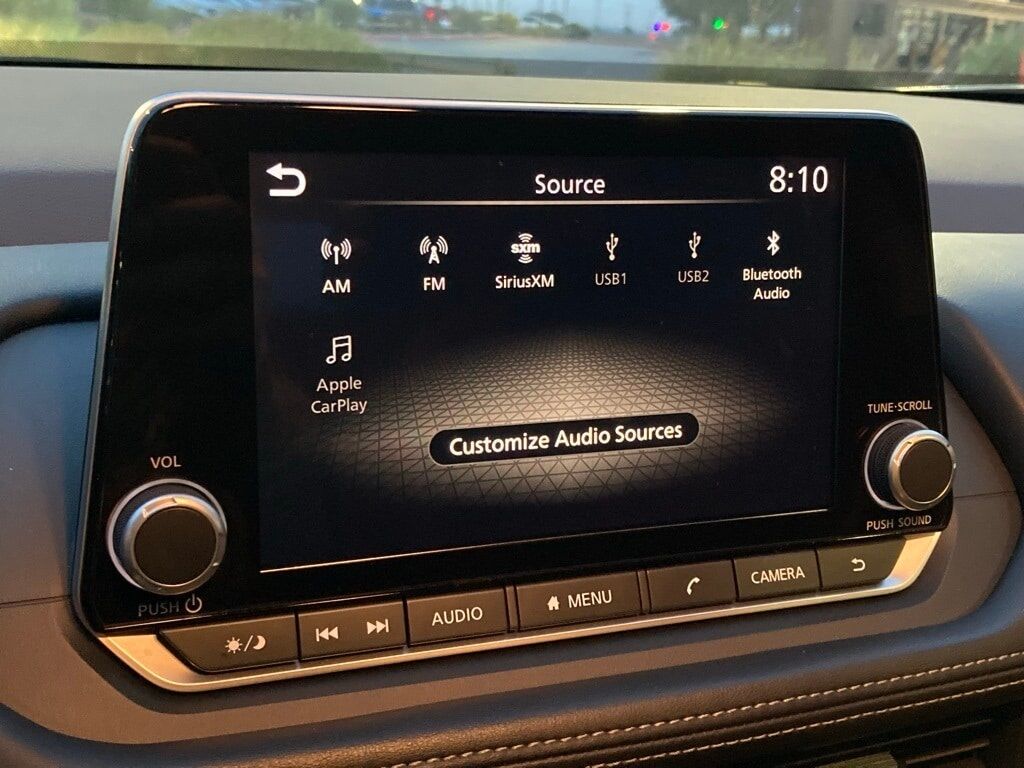 Source
8:10
AM
FM
sxm
SiriusXM
USB1
USB2
Bluetooth
Audio
Apple
CarPlay
Customize Audio Sources
TUNE·SCROLL
VOL
PUSH SOUND
PUSH
AUDIO
MENU
CAMERA